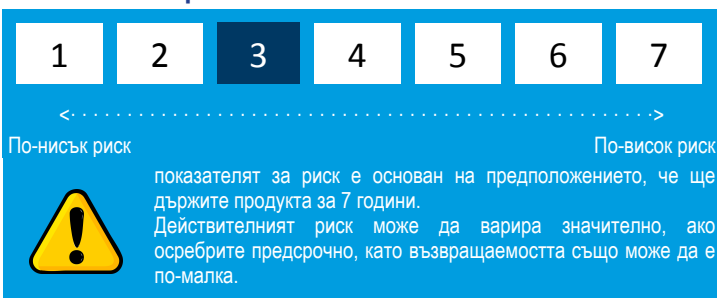 1 2 3 4 5 6 7
<· · · · · · · · · · · · · · · · · · · · · · · · · · · · · · · · · · · · · · · · · · · · · · · · · · · ·>
По-нисък риск По-висок риск
показателят за риск е основан на предположението, че ще
държите продукта за 7 години.
Действителният риск може да варира значително, ако
осребрите предсрочно, като възвращаемостта също може да е
по-малка.